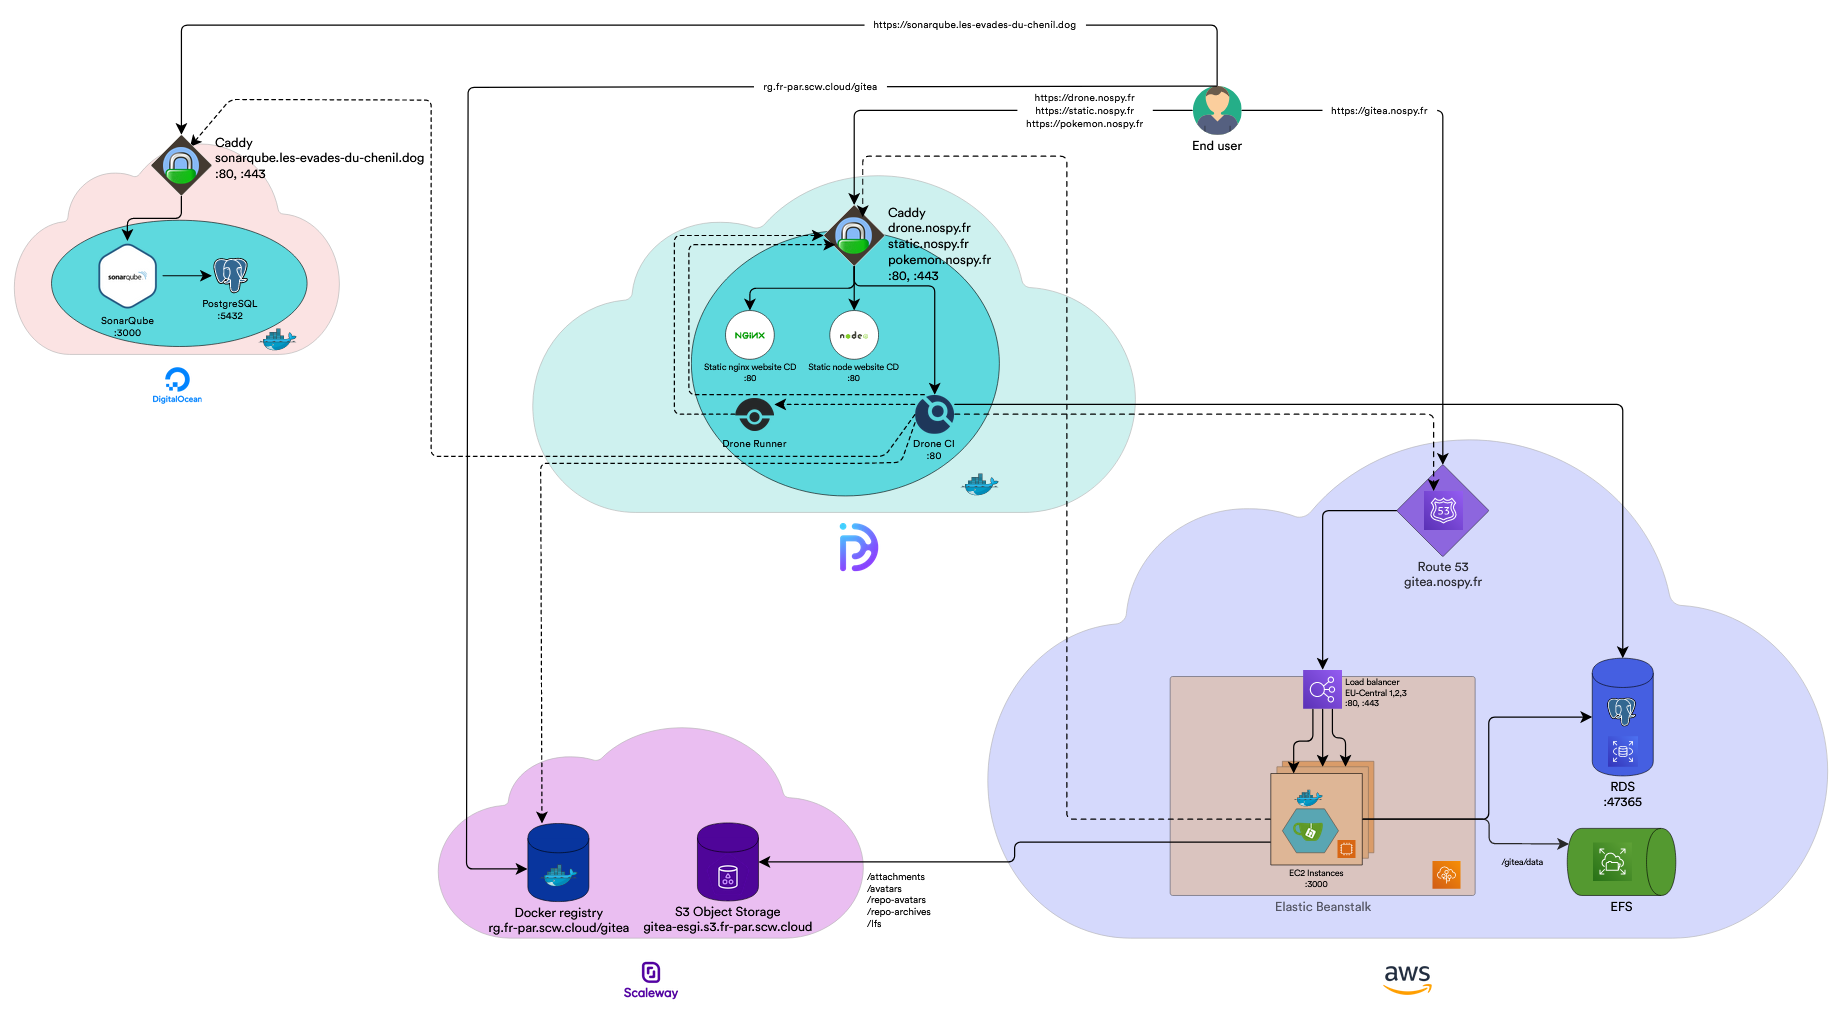 https://sonarqube.les-evades-du-chenil.dog
rg.fr-par.scw.cloud/gitea
https://drone.nospy.fr
https://static.nospy.fr
https://pokemon.nospy.fr
https://gitea.nospy.fr
End user
Caddy
sonarqube.les-evades-du-chenil.dog
:80, :443
sonarqube
SonarQube
:3000
PostgreSQL
:5432
DigitalOcean
Caddy
drone.nospy.fr
static.nospy.fr
pokemon.nospy.fr
:80, :443
NGINX
Static nginx website CD
:80
node
Static node website CD
:80
Drone Runner
Drone CI
:80
53
Route 53
gitea.nospy.fr
Load balancer
EU-Central 1,2,3
:80, :443
EC2 Instances
:3000
Elastic Beanstalk
RDS
:47365
/gitea/data
EFS
aws
Docker registry
rg.fr-par.scw.cloud/gitea
S3 Object Storage
gitea-esgi.s3.fr-par.scw.cloud
/attachments
/avatars
/repo-avatars
/repo-archives
/lfs
Scaleway